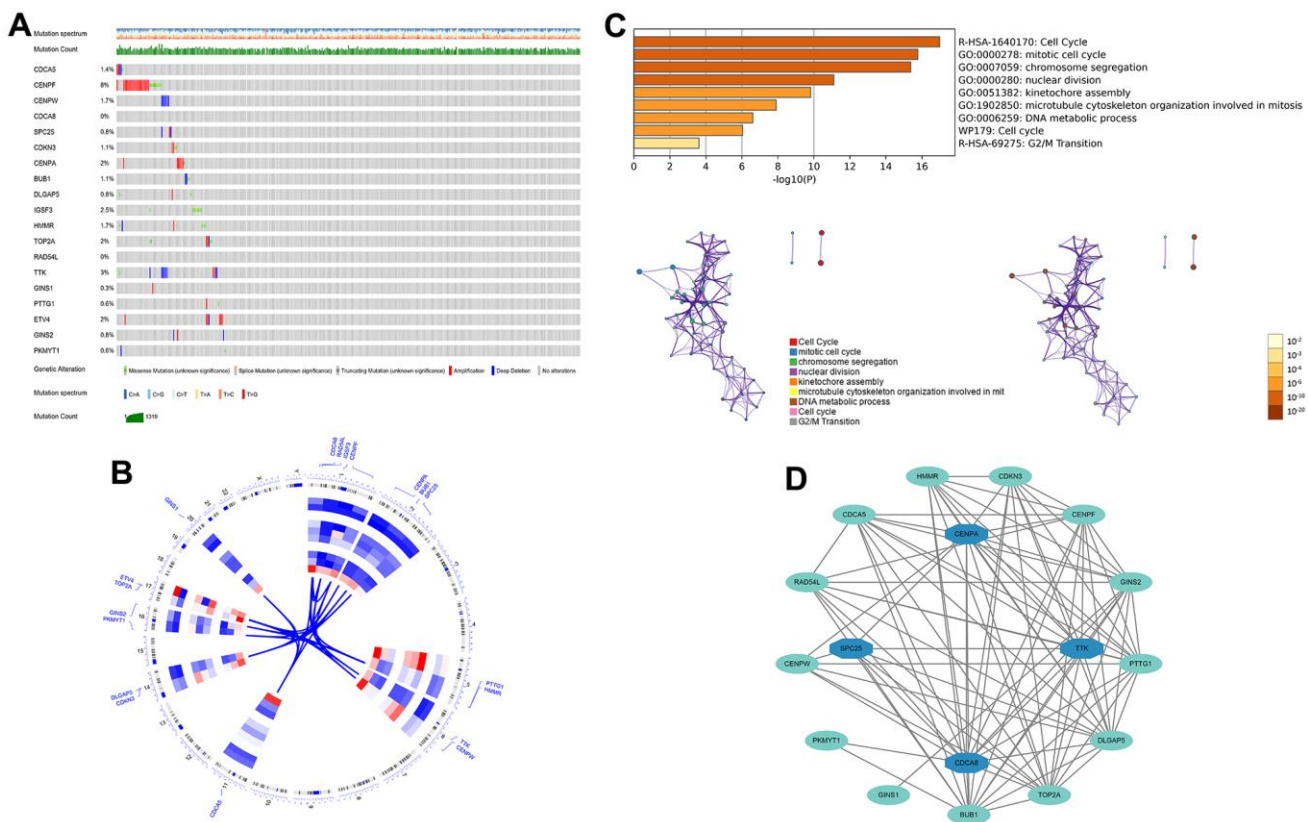 A
Mutation spectrum
Mutation Count
CDCA5 1.4%
CENPF 8%
CENPW 1.7%
CDCA8 0%
SPC25 0.8%
CDKN3 1.1%
CENPA 2%
BUB1 1.1%
DLGAP5 0.8%
IGSF3 2.5%
HMMR 1.7%
TOP2A 2%
RAD54L 0%
TTK 3%
GINS1 0.3%
PTTG1 0.6%
ETV4 2%
GINS2 0.8%
PKMYT1 0.6%
Genetic Alteration Missense Mutation (unknown significance) Splice Mutation (unknown significance) Truncating Mutation (unknown significance) Amplification Deep Deletion No alterations
Mutation spectrum C>A C>G C>T T>A T>C T>G
Mutation Count 1 1319
C
R-HSA-1640170: Cell Cycle
GO:0000278: mitotic cell cycle
GO:0007059: chromosome segregation
GO:0000280: nuclear division
GO:0051382: kinetochore assembly
GO:1902850: microtubule cytoskeleton organization involved in mitosis
GO:0006259: DNA metabolic process
WP179: Cell cycle
R-HSA-69275: G2/M Transition
0 2 4 6 8 10 12 14 16
-log10(P)
Cell Cycle
mitotic cell cycle
chromosome segregation
nuclear division
kinetochore assembly
microtubule cytoskeleton organization involved in mit
DNA metabolic process
Cell cycle
G2/M Transition
10-2
10-3
10-4
10-6
10-10
10-20
B
CDCA8
RAD54L
IGSF3
CENPF
CENPA
BUB1
SPC25
PTTG1
HMMR
TTK
CENPW
CDCA5
DLGAP5
CDKN3
GINS2
PKMYT1
ETV4
TOP2A
GINS1
D
HMMR
CDKN3
CDCA5
CENPF
CENPA
RAD54L
GINS2
SPC25
TTK
CENPW
PTTG1
PKMYT1
DLGAP5
CDCA8
GINS1
TOP2A
BUB1